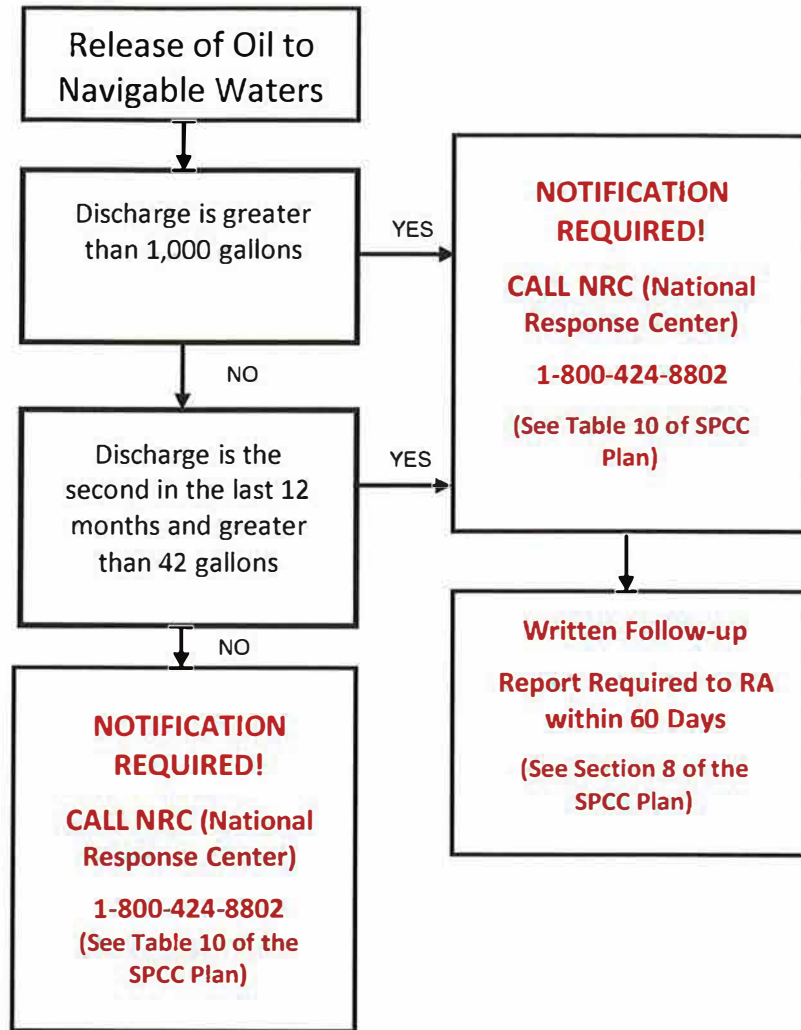 Release of Oil to
Navigable Waters
Discharge is greater
than 1,000 gallons
YES
NOTIFICATION
REQUIRED!
CALL NRC (National
Response Center)
1-800-424-8802
(See Table 10 of SPCC
Plan)
NO
Discharge is the
second in the last 12
months and greater
than 42 gallons
YES
Written Follow-up
Report Required to RA
within 60 Days
(See Section 8 of the
SPCC Plan)
NO
NOTIFICATION
REQUIRED!
CALL NRC (National
Response Center)
1-800-424-8802
(See Table 10 of the
SPCC Plan)